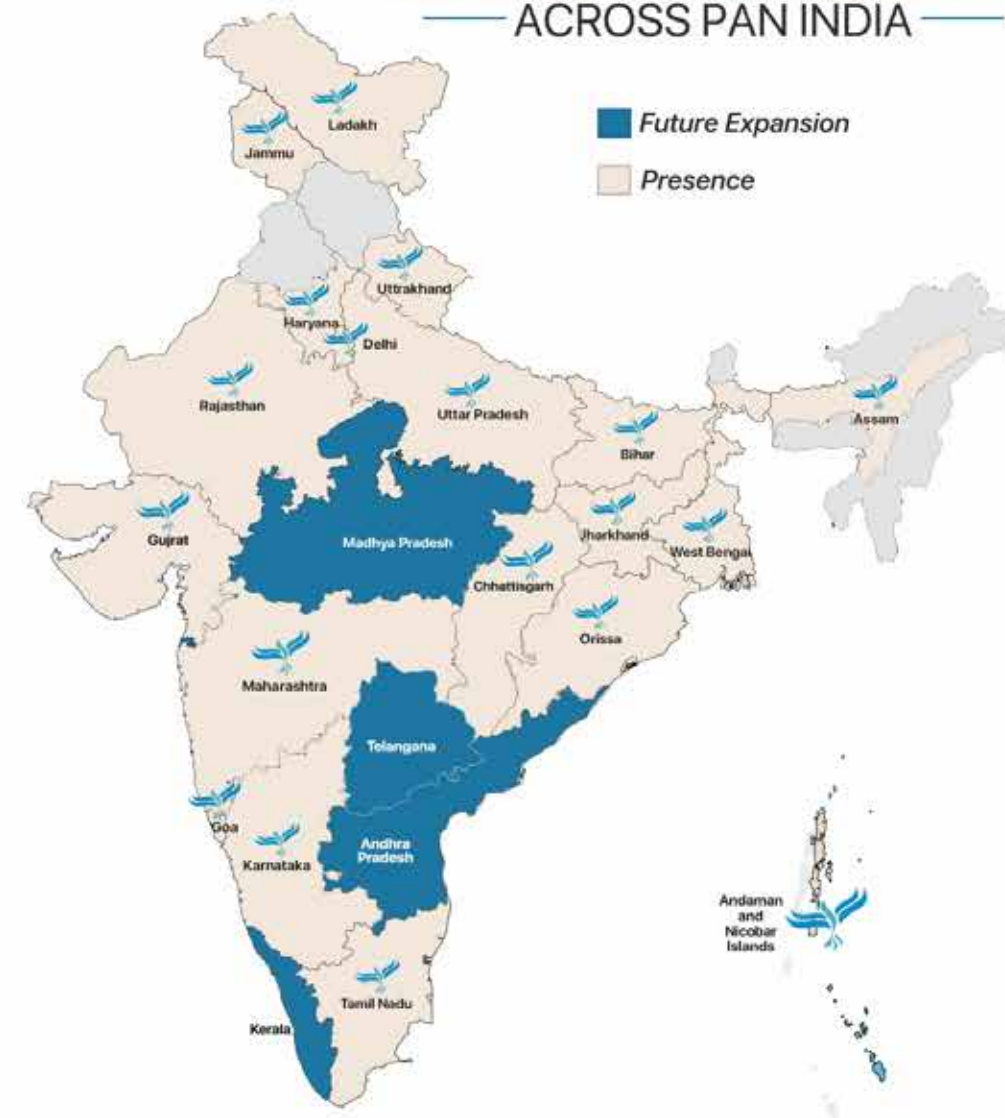 ACROSS PAN INDIA
Future Expansion
Presence
Ladakh
Jammu
Uttrakhand
Haryana
Delhi
Rajasthan
Uttar Pradesh
Assam
Bihar
Gujrat
Madhya Pradesh
Jharkhand
West Bengal
Chhattisgarh
Orissa
Maharashtra
Telangana
Goa
Karnataka
Andhra
Pradesh
Andaman
and
Nicobar
Islands
Tamil Nadu
Kerala